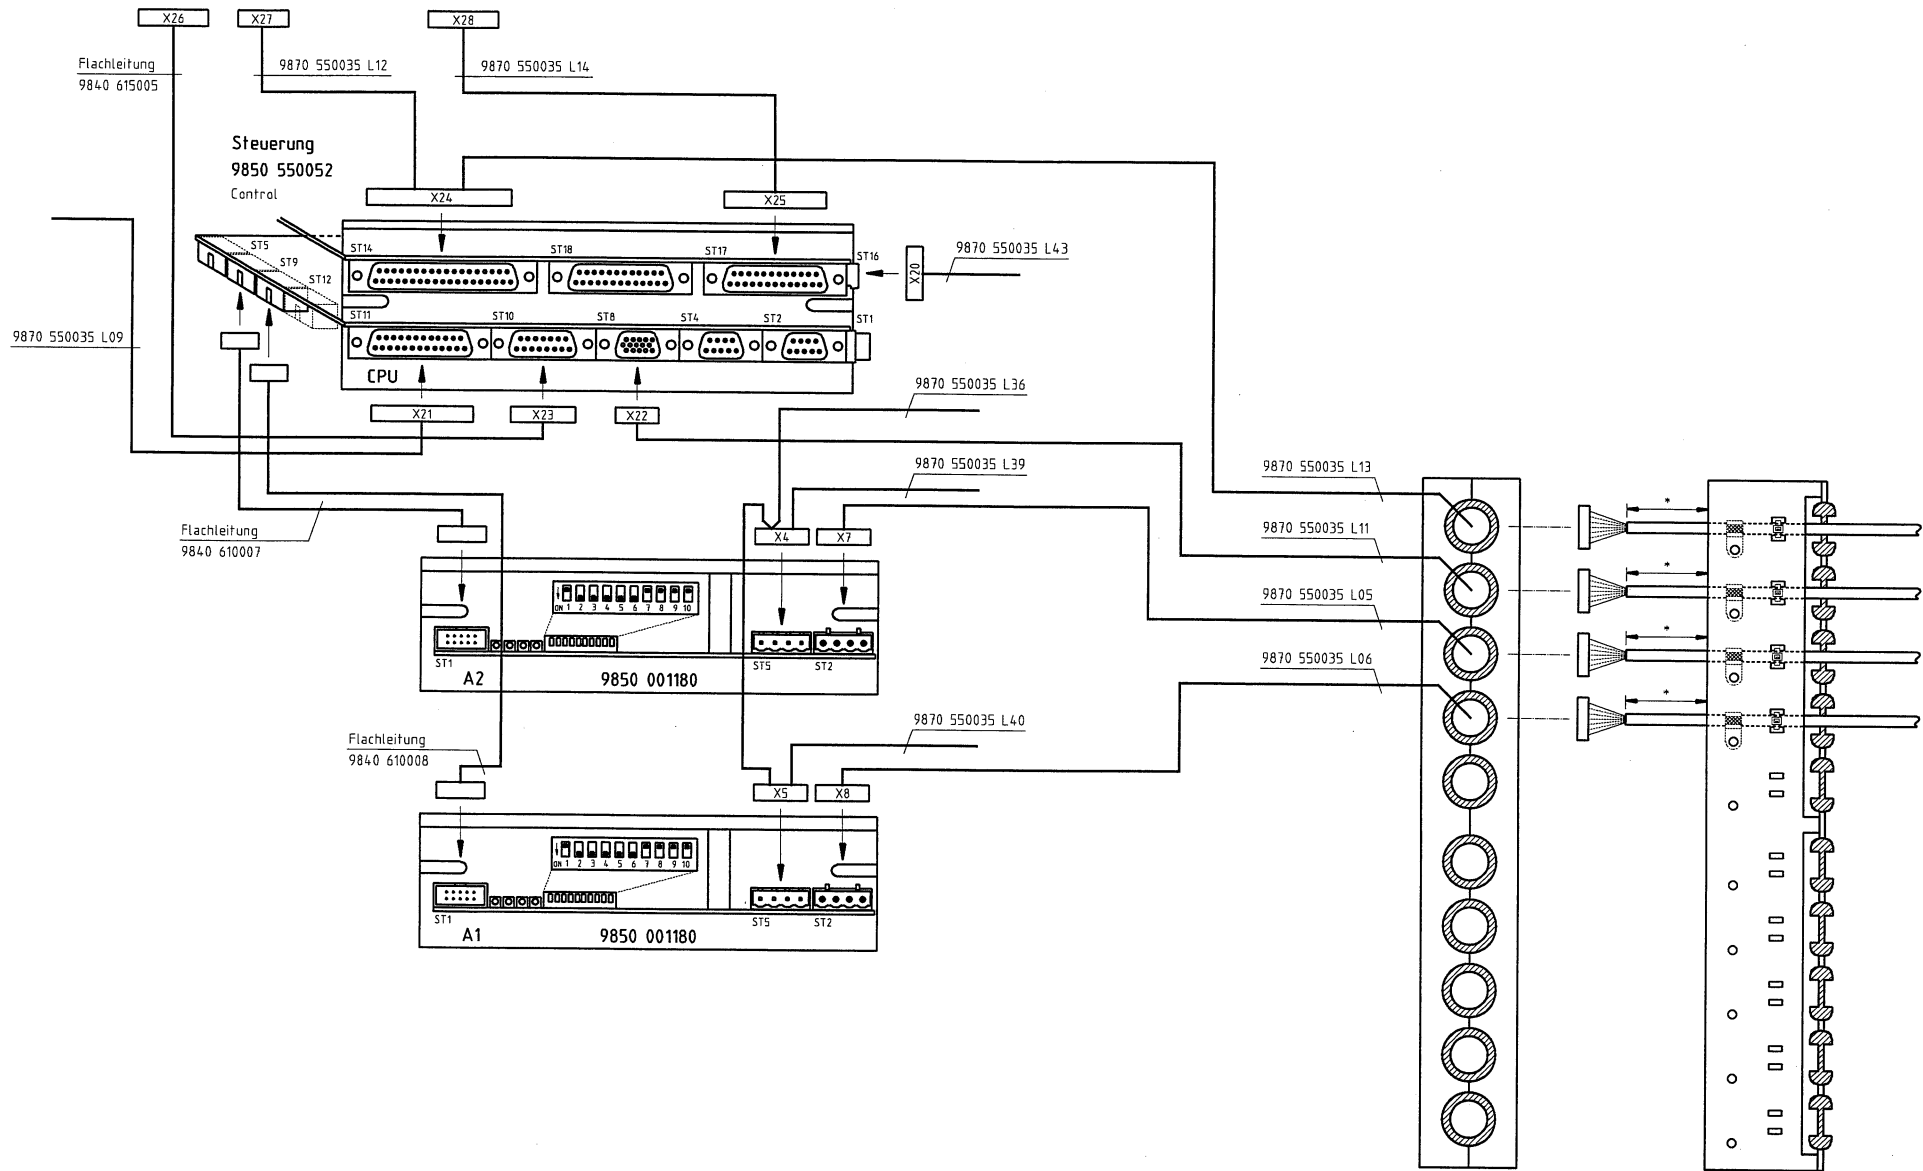 X26
X27
X28
Flachleitung
9840 615005
9870 550035 L12
9870 550035 L14
Steuerung
9850 550052
Control
X24
X25
ST5
ST9
ST12
ST14
ST18
ST17
ST16
X20
9870 550035 L43
ST11
ST10
ST8
ST4
ST2
ST1
9870 550035 L09
CPU
X21
X23
X22
9870 550035 L36
9870 550035 L39
9870 550035 L13
Flachleitung
9840 610007
X4
X7
9870 550035 L11
ON 1 2 3 4 5 6 7 8 9 10
9870 550035 L05
ST1
ST5
ST2
A2
9850 001180
9870 550035 L06
* 
*
*
*
Flachleitung
9840 610008
9870 550035 L40
X5
X8
ON 1 2 3 4 5 6 7 8 9 10
ST1
ST5
ST2
A1
9850 001180